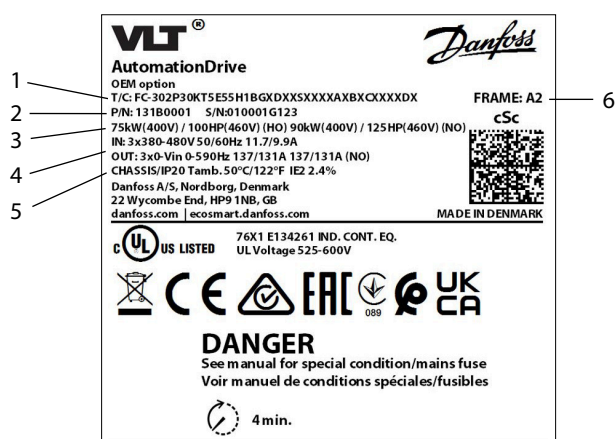 VLT®
Danfoss
AutomationDrive
OEM option
1
T/C: FC-302P30KT5E55H1BGXDXXSXXXXAXBXCXXXXDX
FRAME: A2
6
2
P/N: 131B0001 S/N:010001G123
cSc
3
75kW(400V) / 100HP(460V) (HO) 90kW(400V) / 125HP(460V) (NO)
IN: 3x380-480V 50/60Hz 11.7/9.9A
4
OUT: 3x0-Vin 0-590Hz 137/131A 137/131A (NO)
5
CHASSIS/IP20 Tamb. 50°C/122°F IE2 2.4%
Danfoss A/S, Nordborg, Denmark
22 Wycombe End, HP9 1NB, GB
danfoss.com | ecosmart.danfoss.com
MADE IN DENMARK
c UL US LISTED
76X1 E134261 IND. CONT. EQ.
UL Voltage 525-600V
CE
EAC
089
UK
CA
DANGER
See manual for special condition/mains fuse
Voir manuel de conditions spéciales/fusibles
4 min.